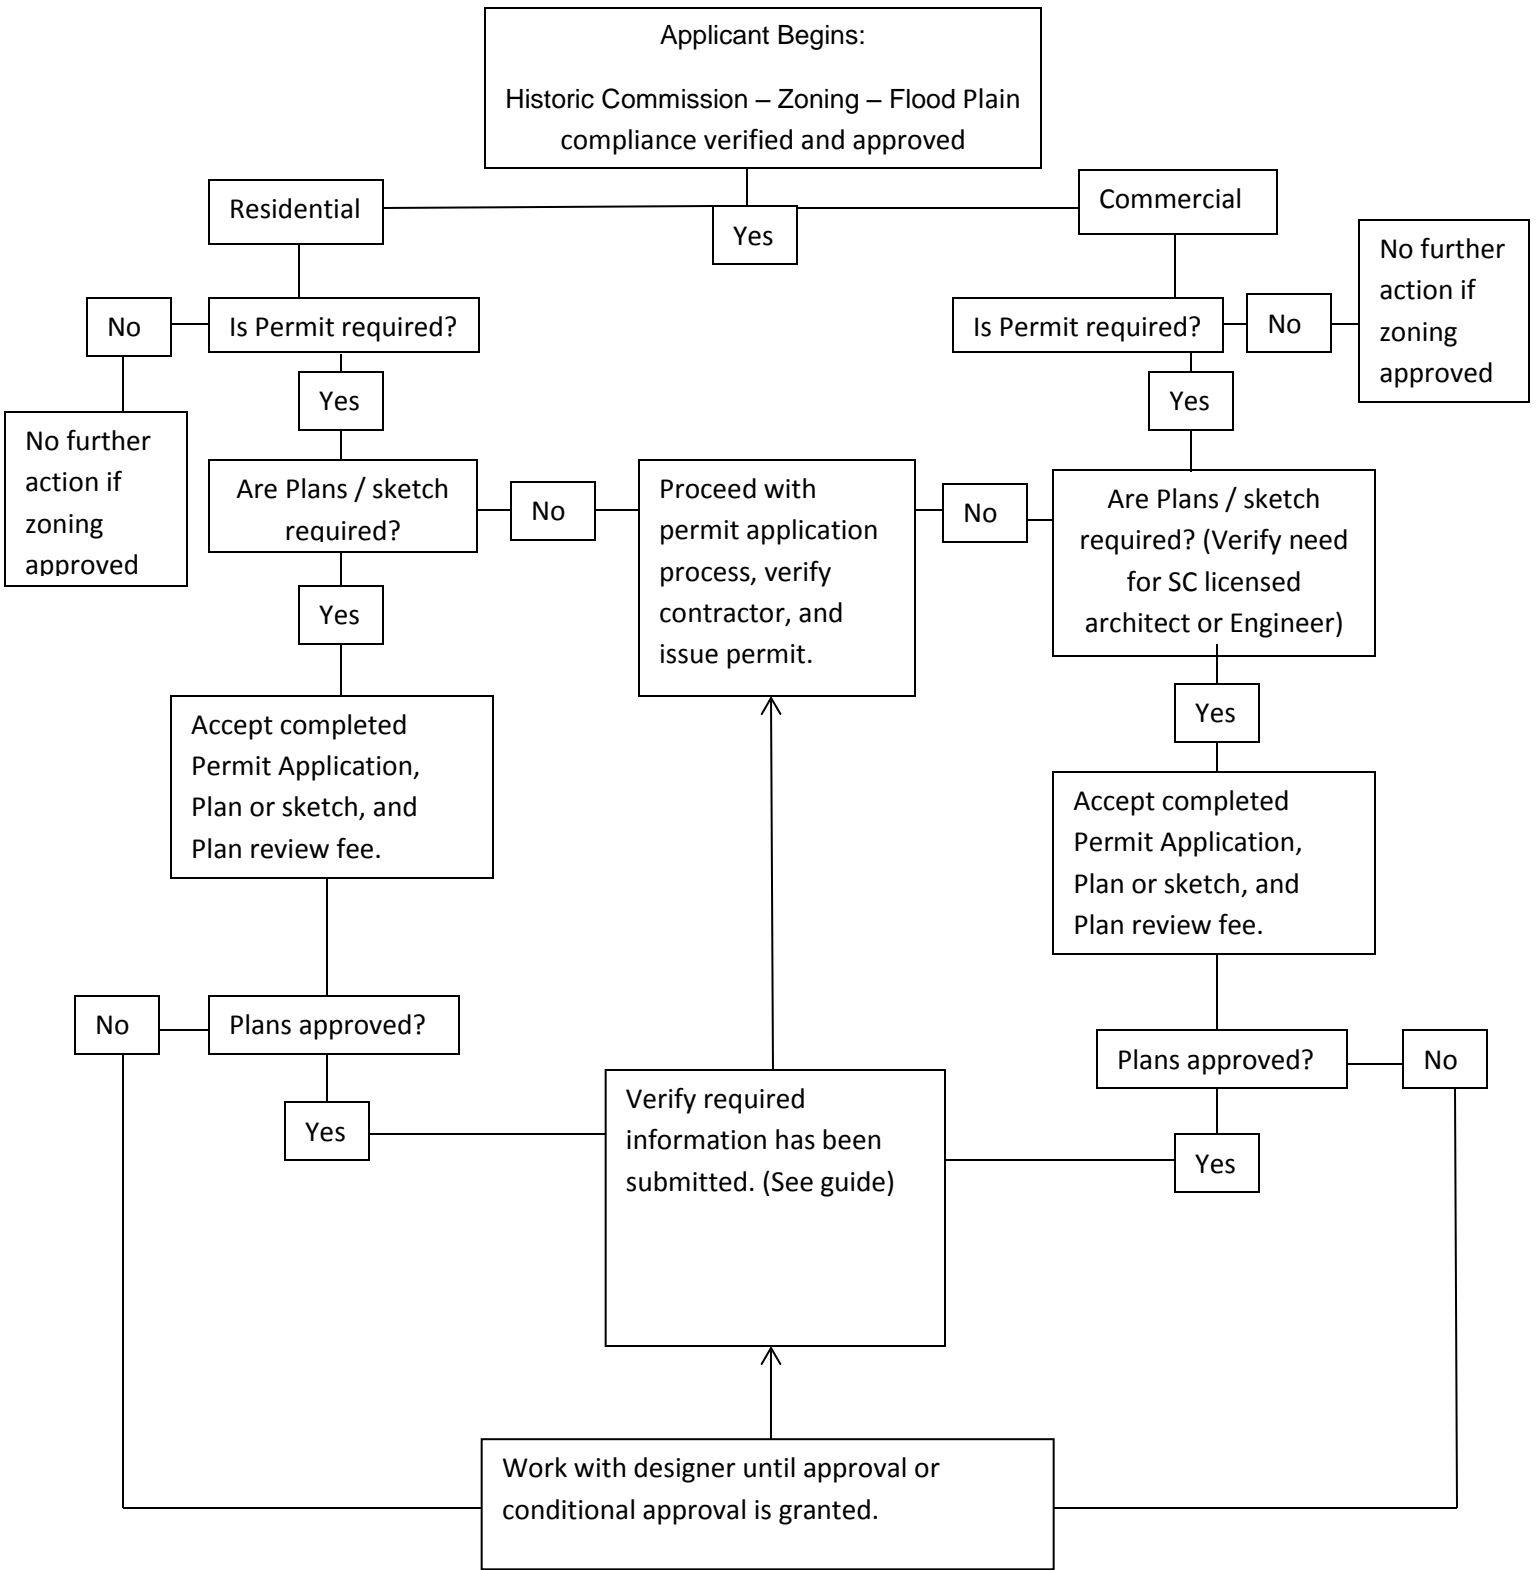 Applicant Begins:
Historic Commission – Zoning – Flood Plain
compliance verified and approved
Residential
Yes
Commercial
No
Is Permit required?
Is Permit required?
No
No further
action if
zoning
approved
Yes
Yes
No further
action if
zoning
approved
Are Plans / sketch
required?
No
Proceed with
permit application
process, verify
contractor, and
issue permit.
No
Are Plans / sketch
required? (Verify need
for SC licensed
architect or Engineer)
Yes
Yes
Accept completed
Permit Application,
Plan or sketch, and
Plan review fee.
Accept completed
Permit Application,
Plan or sketch, and
Plan review fee.
No
Plans approved?
Plans approved?
No
Yes
Verify required
information has been
submitted. (See guide)
Yes
Work with designer until approval or
conditional approval is granted.